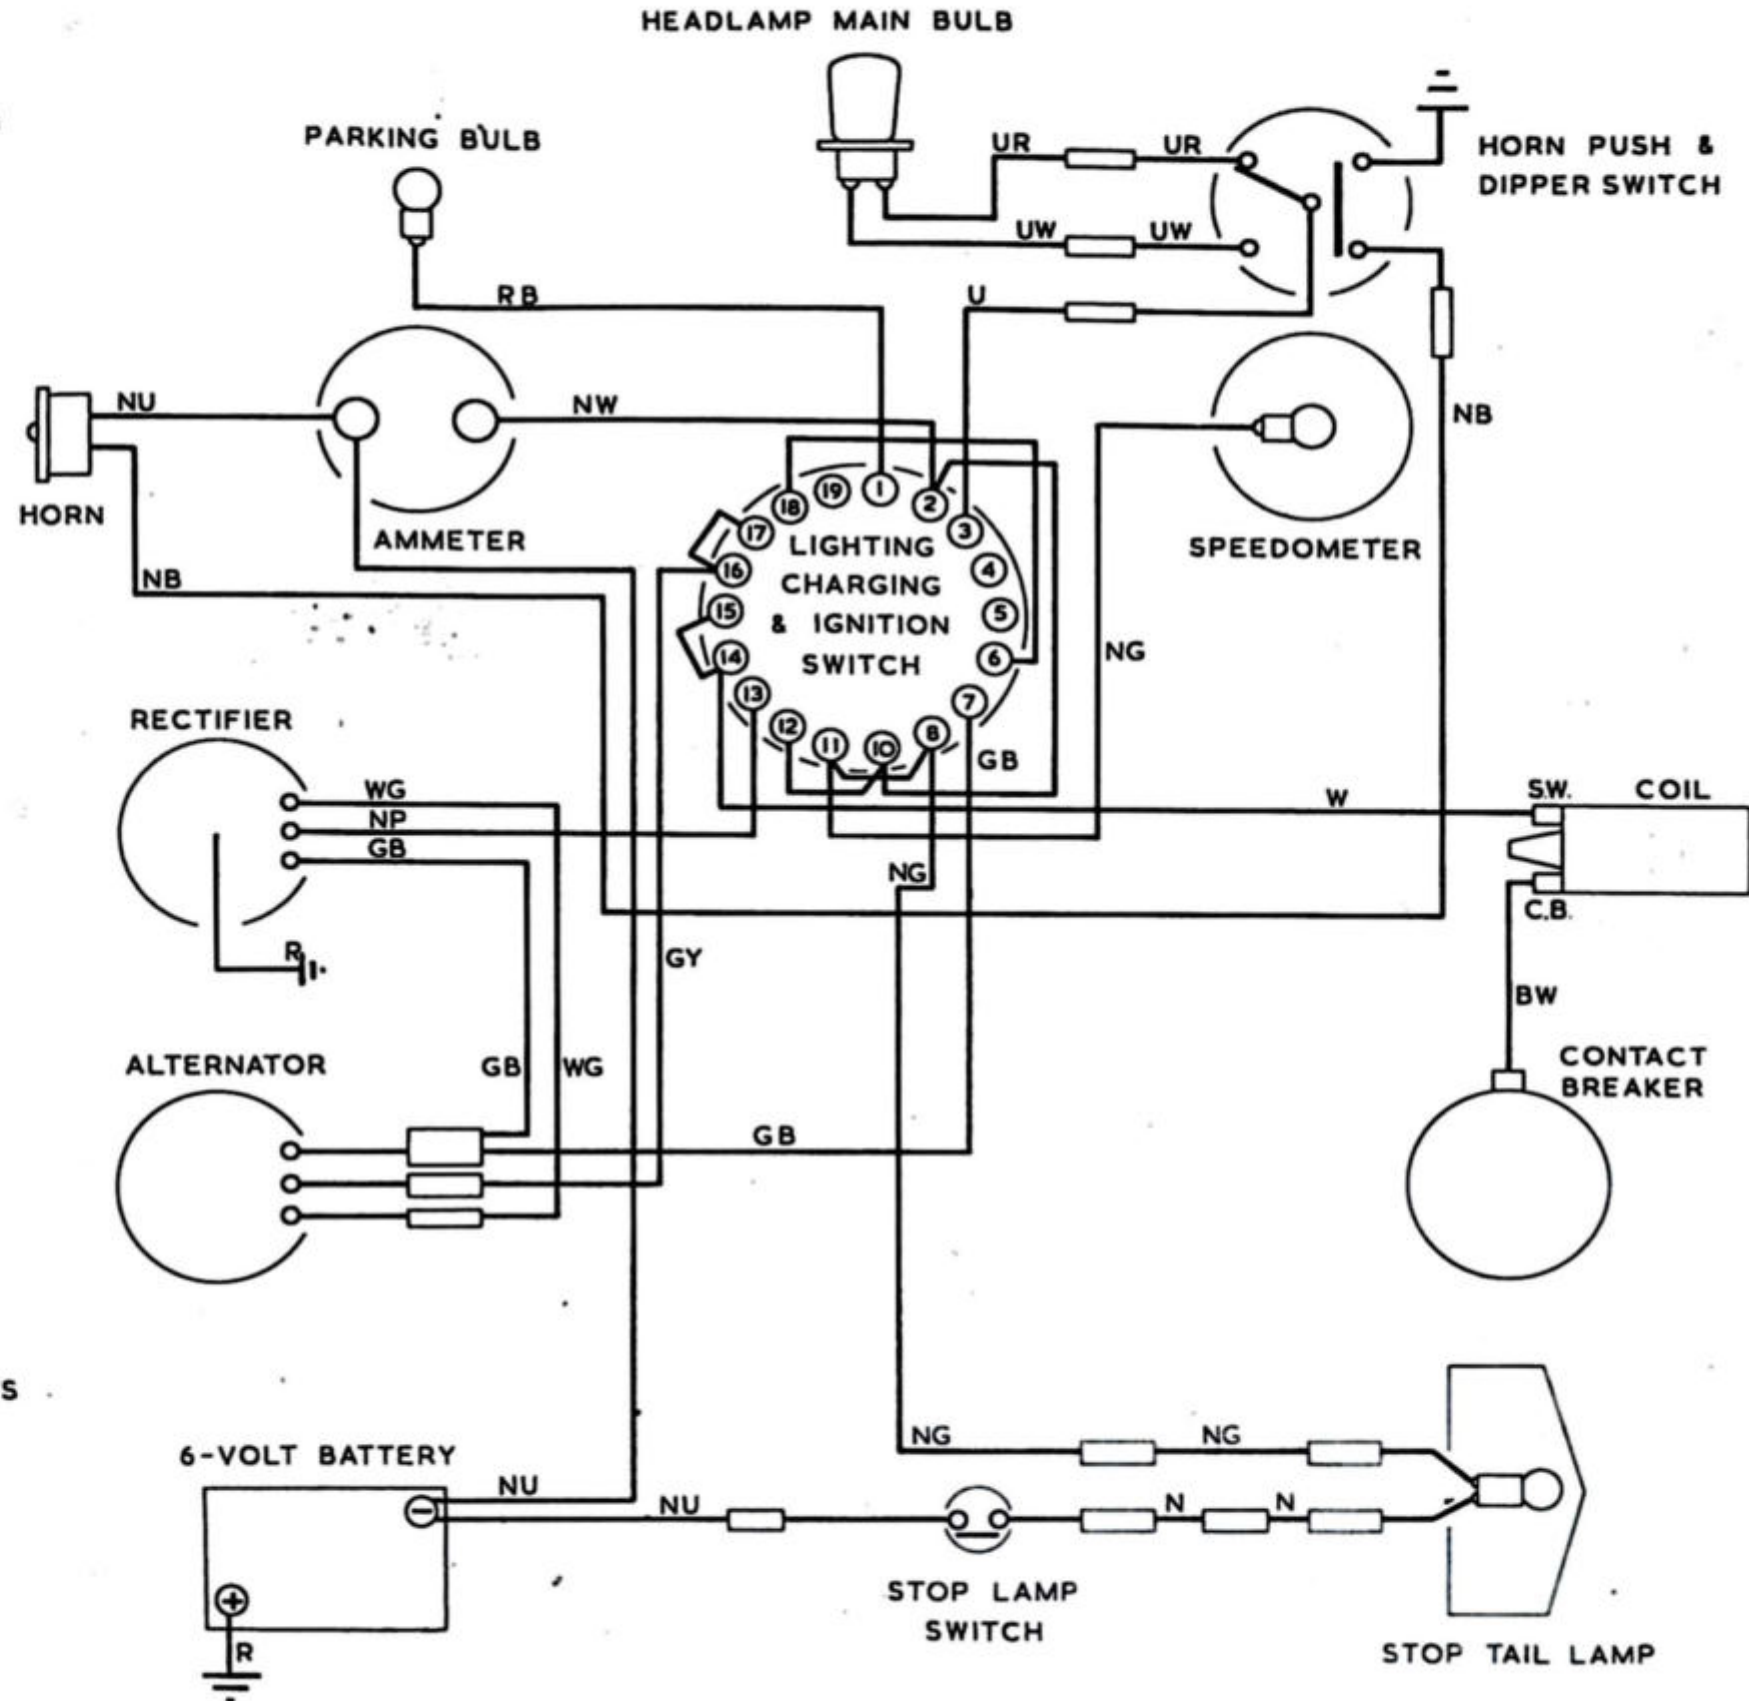 HEADLAMP MAIN BULB
PARKING BULB
UR
UR
HORN PUSH &
DIPPER SWITCH
UW
UW
RB
U
NU
NW
NB
HORN
AMMETER
SPEEDOMETER
NB
1
2
3
4
5
6
7
8
10
11
12
13
14
15
16
17
18
19
LIGHTING
CHARGING
& IGNITION
SWITCH
NG
RECTIFIER
GB
WG
NP
GB
W
S.W.
COIL
C.B.
NG
R
GY
BW
ALTERNATOR
GB
WG
CONTACT
BREAKER
GB
S
6-VOLT BATTERY
NU
NU
NG
NG
N
N
−
+
R
STOP LAMP
SWITCH
STOP TAIL LAMP